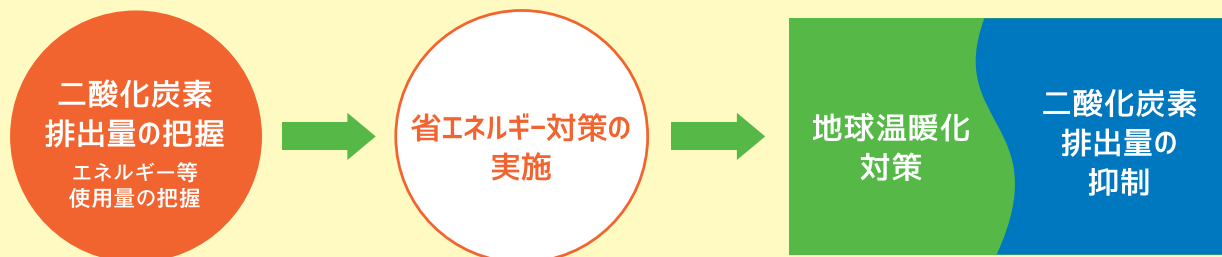 二酸化炭素
排出量の把握
エネルギー等
使用量の把握
省エネルギー対策の
実施
地球温暖化
対策
二酸化炭素
排出量の
抑制